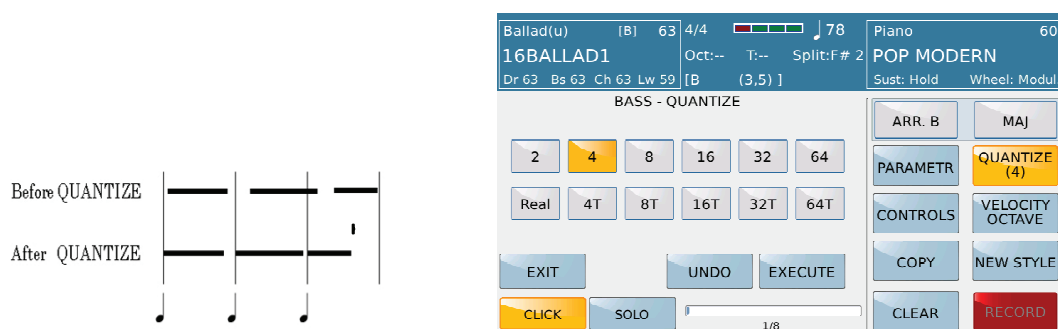 Before QUANTIZE
After QUANTIZE
Ballad(u) [B] 63 4/4 78 Piano 60
16BALLAD1 Oct:-- T:-- Split:F# 2 POP MODERN
Dr 63 Bs 63 Ch 63 Lw 59 [B (3,5) ] Sust: Hold Wheel: Modul
BASS - QUANTIZE
ARR. B MAJ
2 4 8 16 32 64
PARAMETR QUANTIZE
(4)
Real 4T 8T 16T 32T 64T
CONTROLS VELOCITY
OCTAVE
EXIT UNDO EXECUTE
COPY NEW STYLE
CLICK SOLO 1/8
CLEAR RECORD